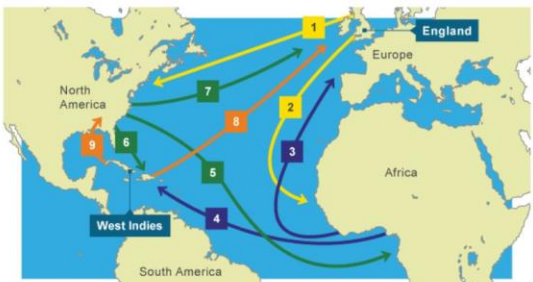 1
England
Europe
7
North
America
2
8
3
9
6
5
Africa
4
West Indies
South America